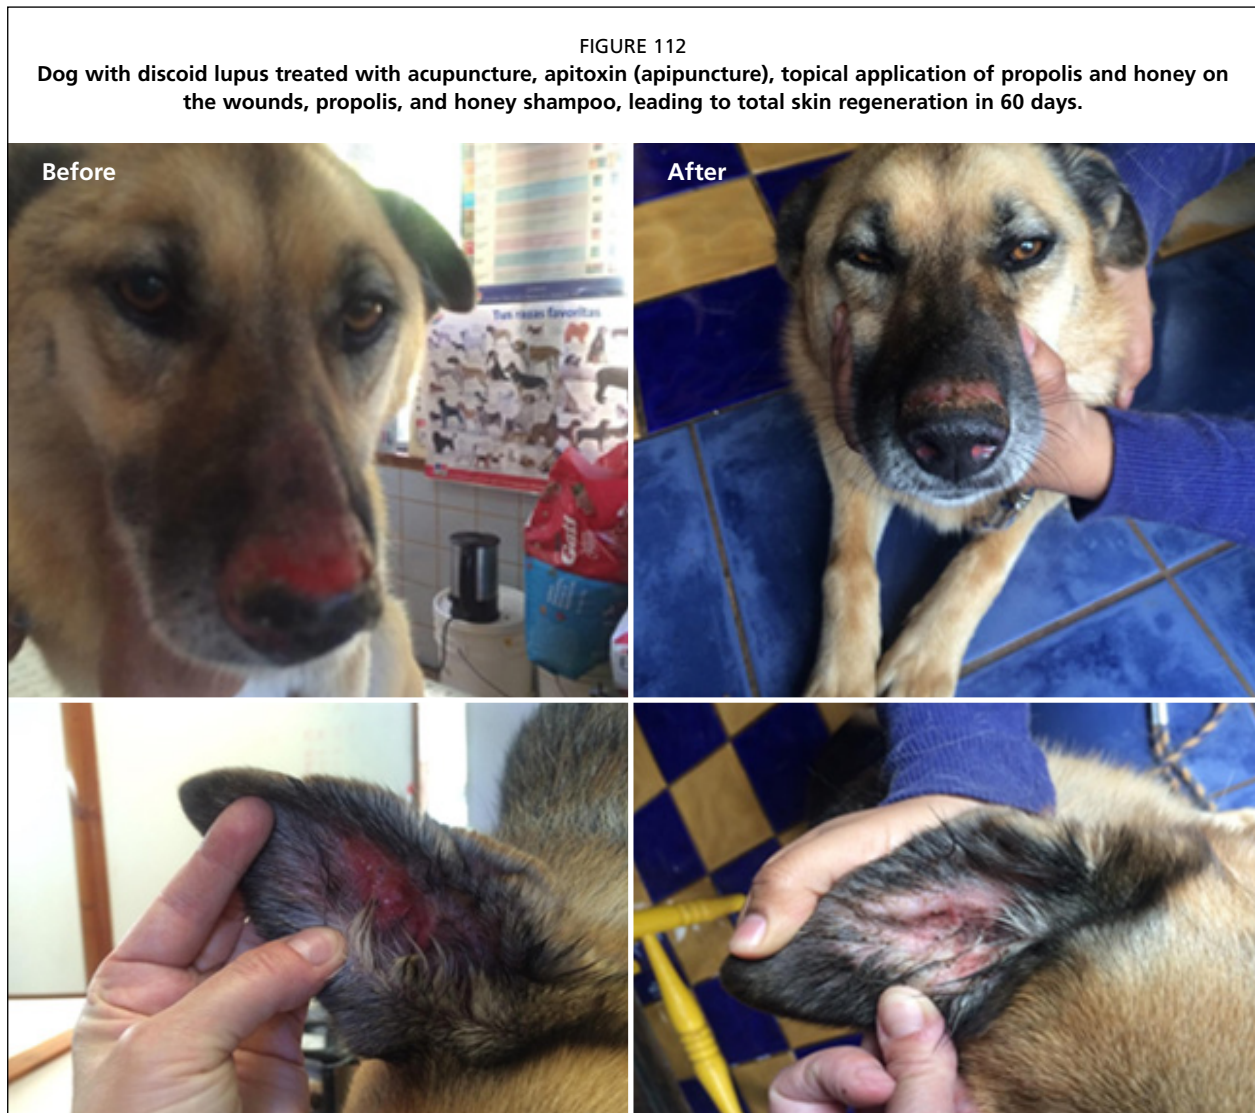 FIGURE 112
Dog with discoid lupus treated with acupuncture, apitoxin (apipuncture), topical application of propolis and honey on
the wounds, propolis, and honey shampoo, leading to total skin regeneration in 60 days.
Before
After
Tus razas favoritas